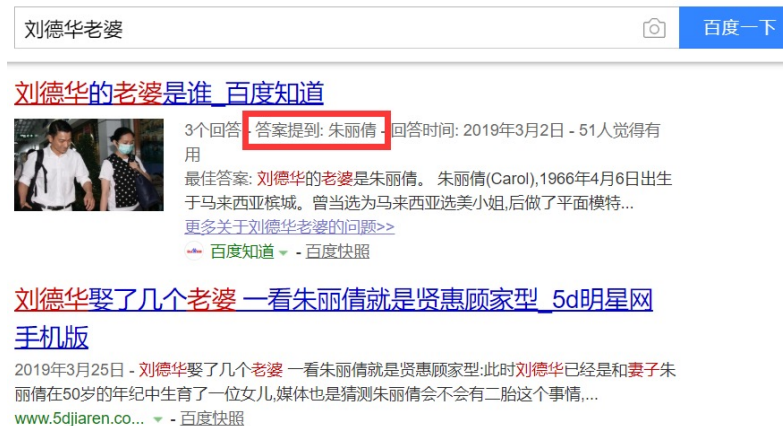 刘德华老婆
百度一下
刘德华的老婆是谁_百度知道
3个回答 - 答案提到: 朱丽倩 - 回答时间: 2019年3月2日 - 51人觉得有
用
最佳答案: 刘德华的老婆是朱丽倩。 朱丽倩(Carol),1966年4月6日出生
于马来西亚槟城。曾当选为马来西亚选美小姐,后做了平面模特...
更多关于刘德华老婆的问题>>
百度知道 - 百度快照
刘德华娶了几个老婆 一看朱丽倩就是贤惠顾家型_5d明星网
手机版
2019年3月25日 - 刘德华娶了几个老婆 一看朱丽倩就是贤惠顾家型:此时刘德华已经是和妻子朱
丽倩在50岁的年纪中生育了一位女儿,媒体也是猜测朱丽倩会不会有二胎这个事情,...
www.5djiaren.co... - 百度快照